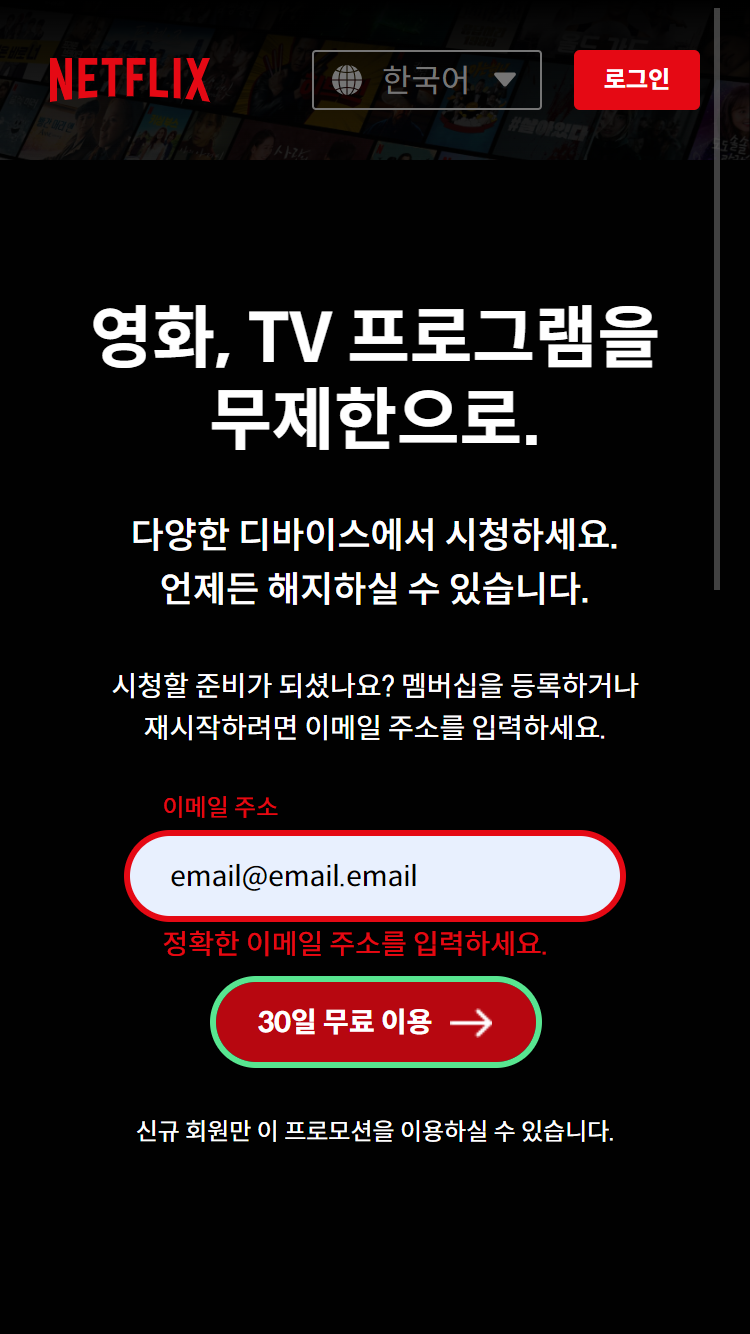 NETFLIX
한국어
로그인
영화, TV 프로그램을
무제한으로.
다양한 디바이스에서 시청하세요.
언제든 해지하실 수 있습니다.
시청할 준비가 되셨나요? 멤버십을 등록하거나
재시작하려면 이메일 주소를 입력하세요.
이메일 주소
email@email.email
정확한 이메일 주소를 입력하세요.
30일 무료 이용
신규 회원만 이 프로모션을 이용하실 수 있습니다.